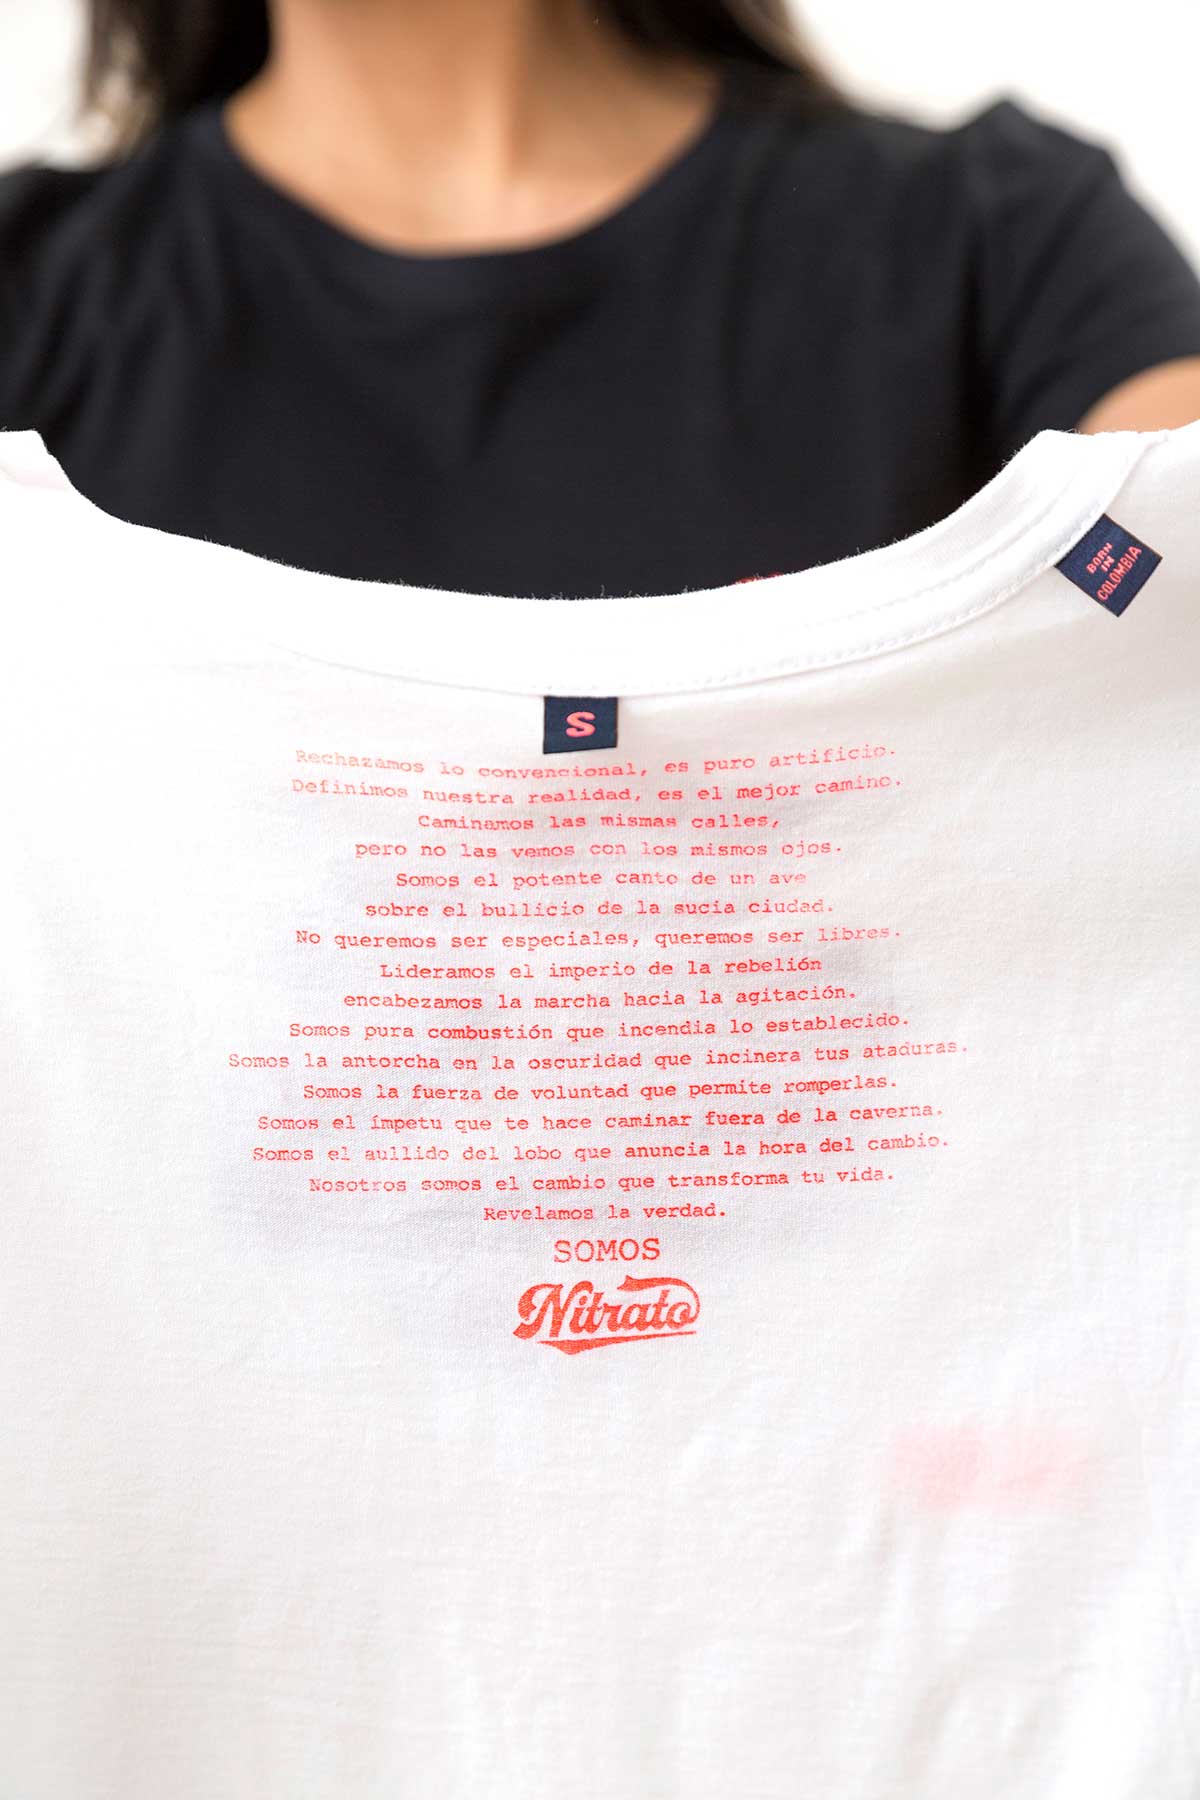 BORN
IN
COLOMBIA
S
Rechazamos lo convencional, es puro artificio.
Definimos nuestra realidad, es el mejor camino.
Caminamos las mismas calles,
pero no las vemos con los mismos ojos.
Somos el potente canto de un ave
sobre el bullicio de la sucia ciudad.
No queremos ser especiales, queremos ser libres.
Lideramos el imperio de la rebelión
encabezamos la marcha hacia la agitación.
Somos pura combustión que incendia lo establecido.
Somos la antorcha en la oscuridad que incinera tus ataduras.
Somos la fuerza de voluntad que permite romperlas.
Somos el ímpetu que te hace caminar fuera de la caverna.
Somos el aullido del lobo que anuncia la hora del cambio.
Nosotros somos el cambio que transforma tu vida.
Revelamos la verdad.
SOMOS
Nitrato